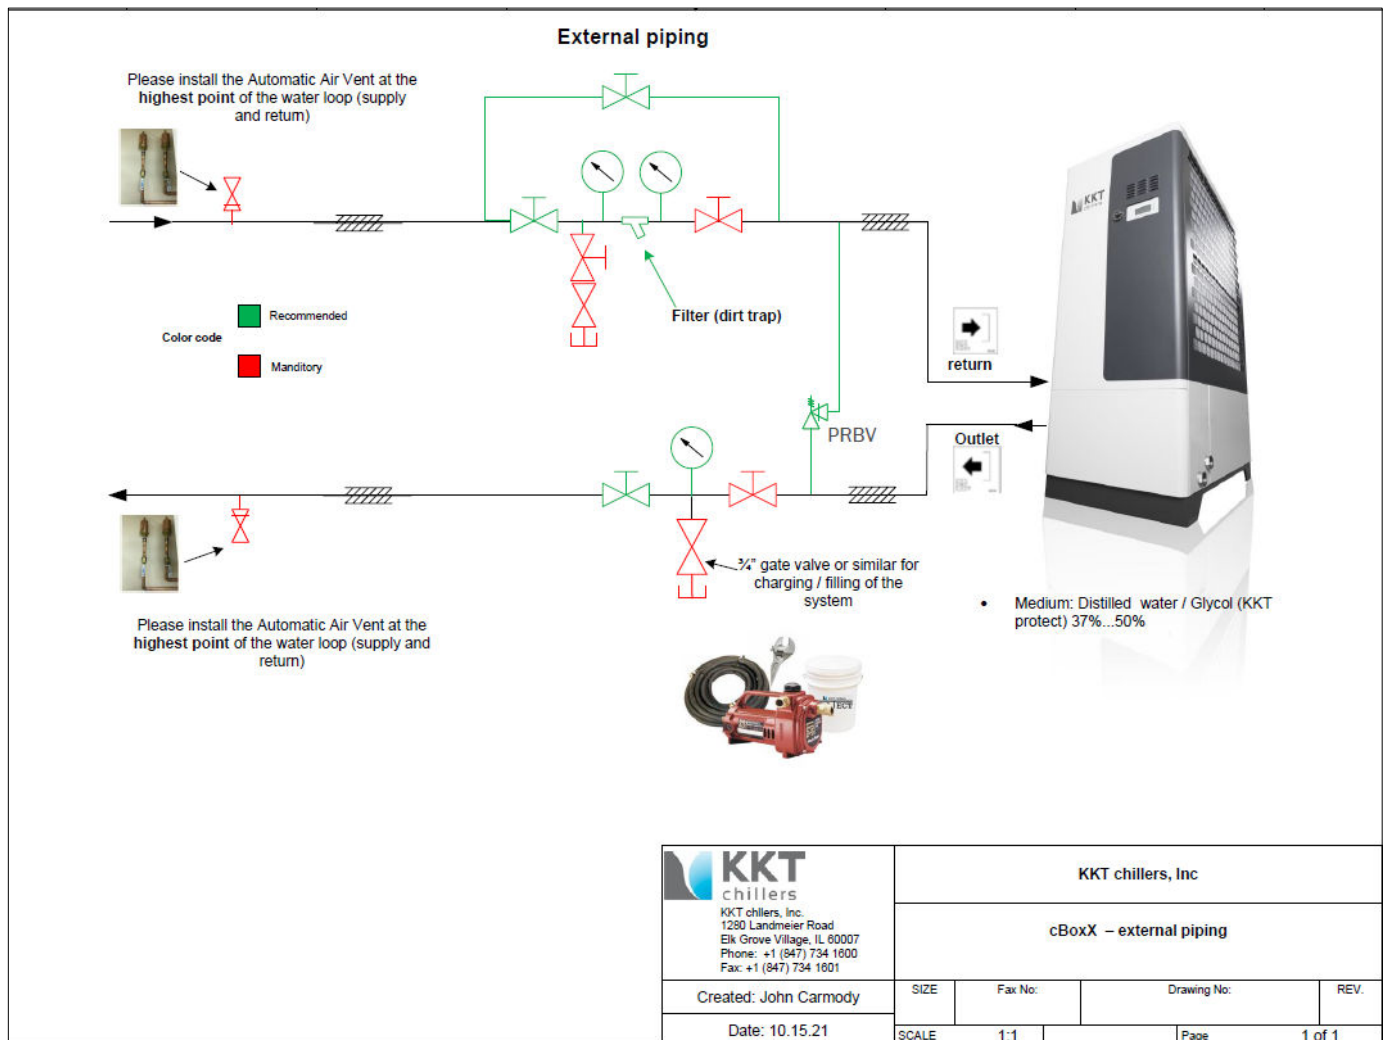 External piping
Please install the Automatic Air Vent at the
highest point of the water loop (supply
and return)
Color code
Recommended
Manditory
Filter (dirt trap)
KKT
return
PRBV
Outlet
¾" gate valve or similar for
charging / filling of the
system
• Medium: Distilled water / Glycol (KKT
protect) 37%...50%
Please install the Automatic Air Vent at the
highest point of the water loop (supply and
return)
KKT
chillers
KKT chllers, Inc.
1280 Landmeier Road
Elk Grove Village, IL 60007
Phone: +1 (847) 734 1600
Fax: +1 (847) 734 1601
Created: John Carmody
Date: 10.15.21
KKT chillers, Inc
cBoxX – external piping
SIZE
Fax No:
Drawing No:
REV.
SCALE
1:1
Page
1 of 1